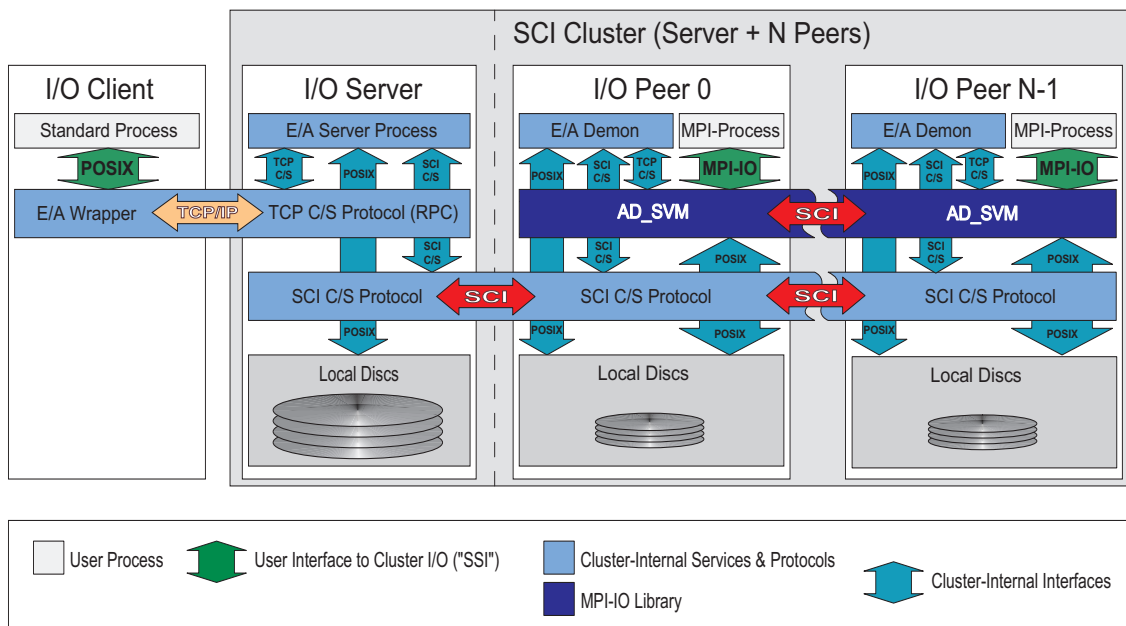 SCI Cluster (Server + N Peers)
I/O Client
I/O Server
I/O Peer 0
I/O Peer N-1
Standard Process
E/A Server Process
E/A Demon
MPI-Process
E/A Demon
MPI-Process
POSIX
TCP
C/S
POSIX
SCI
C/S
POSIX
SCI
C/S
TCP
C/S
MPI-IO
POSIX
SCI
C/S
TCP
C/S
MPI-IO
E/A Wrapper
TCP/IP
TCP C/S Protocol (RPC)
AD_SVM
SCI
AD_SVM
SCI
C/S
SCI
C/S
POSIX
SCI
C/S
POSIX
SCI C/S Protocol
SCI
SCI C/S Protocol
SCI
SCI C/S Protocol
POSIX
POSIX
POSIX
POSIX
POSIX
Local Discs
Local Discs
Local Discs
User Process
User Interface to Cluster I/O ("SSI")
Cluster-Internal Services & Protocols
MPI-IO Library
Cluster-Internal Interfaces